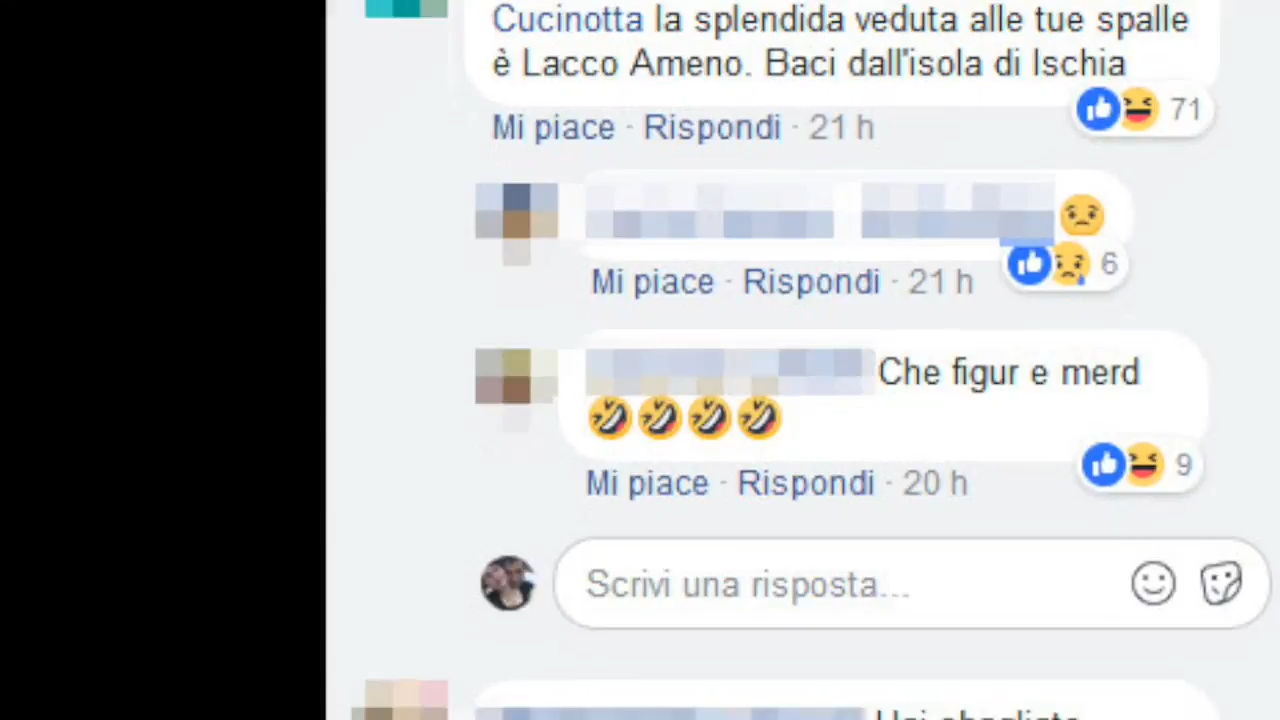 Cucinotta la splendida veduta alle tue spalle
è Lacco Ameno. Baci dall'isola di Ischia
71
Mi piace · Rispondi · 21 h
6
Mi piace · Rispondi · 21 h
Che figur e merd
9
Mi piace · Rispondi · 20 h
Scrivi una risposta...